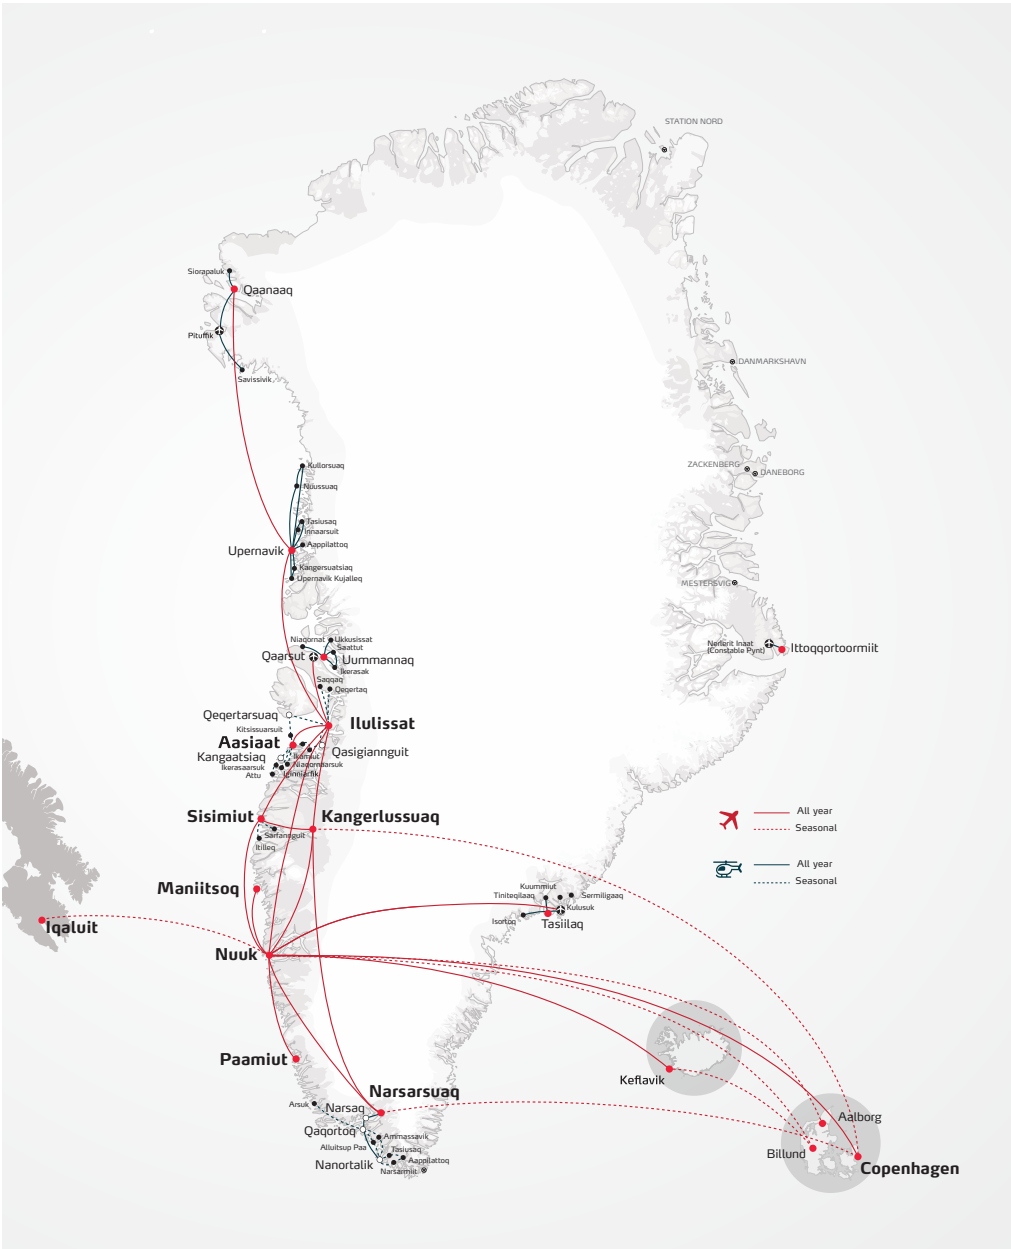 STATION NORD
Siorapaluk
Qaanaaq
Pituffik
DANMARKSHAVN
Savissivik
Kullorsuaq
ZACKENBERG
DANEBORG
Nuussuaq
Tasiusaq
Innaarsuit
Upernavik
Aappilattoq
Kangersuatsiaq
Upernavik Kujalleq
MESTERSVIG
Niaqornat
Ukkusissat
Saattut
Qaarsut
Uummannaq
Ikerasak
Nerlerit Inaat
(Constable Pynt)
Ittoqqortoormiit
Saqqaq
Qeqertaq
Qeqertarsuaq
Ilulissat
Kitsissuarsuit
Aasiaat
Qasigiannguit
Kangaatsiaq
Ikamiut
Ikerasaarsuk
Niaqornaarsuk
Iginniarfik
Attu
Sisimiut
Kangerlussuaq
Sarfannguit
Itilleq
All year
Seasonal
All year
Seasonal
Maniitsoq
Kuummiut
Tiniteqilaaq
Sermiligaaq
Kulusuk
Isortoq
Tasiilaq
Iqaluit
Nuuk
Paamiut
Keflavik
Narsarsuaq
Arsuk
Narsaq
Aalborg
Qaqortoq
Ammassavik
Alluitsup Paa
Tasiusaq
Billund
Nanortalik
Aappilattoq
Narsarmiit
Copenhagen